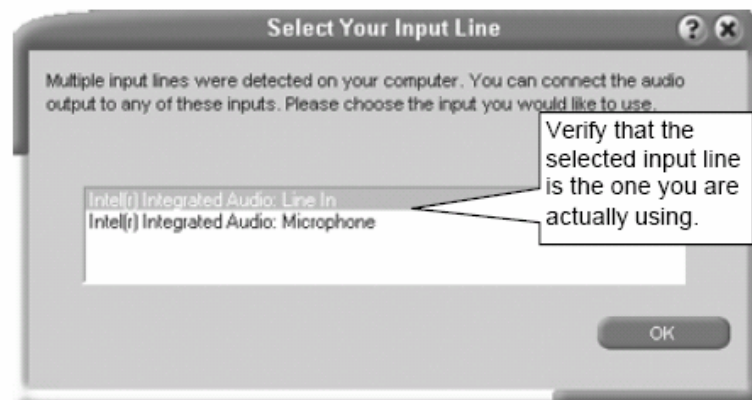 Select Your Input Line
? x
Multiple input lines were detected on your computer. You can connect the audio
output to any of these inputs. Please choose the input you would like to use.
Verify that the
selected input line
is the one you are
actually using.
Intel(r) Integrated Audio: Line In
Intel(r) Integrated Audio: Microphone
OK